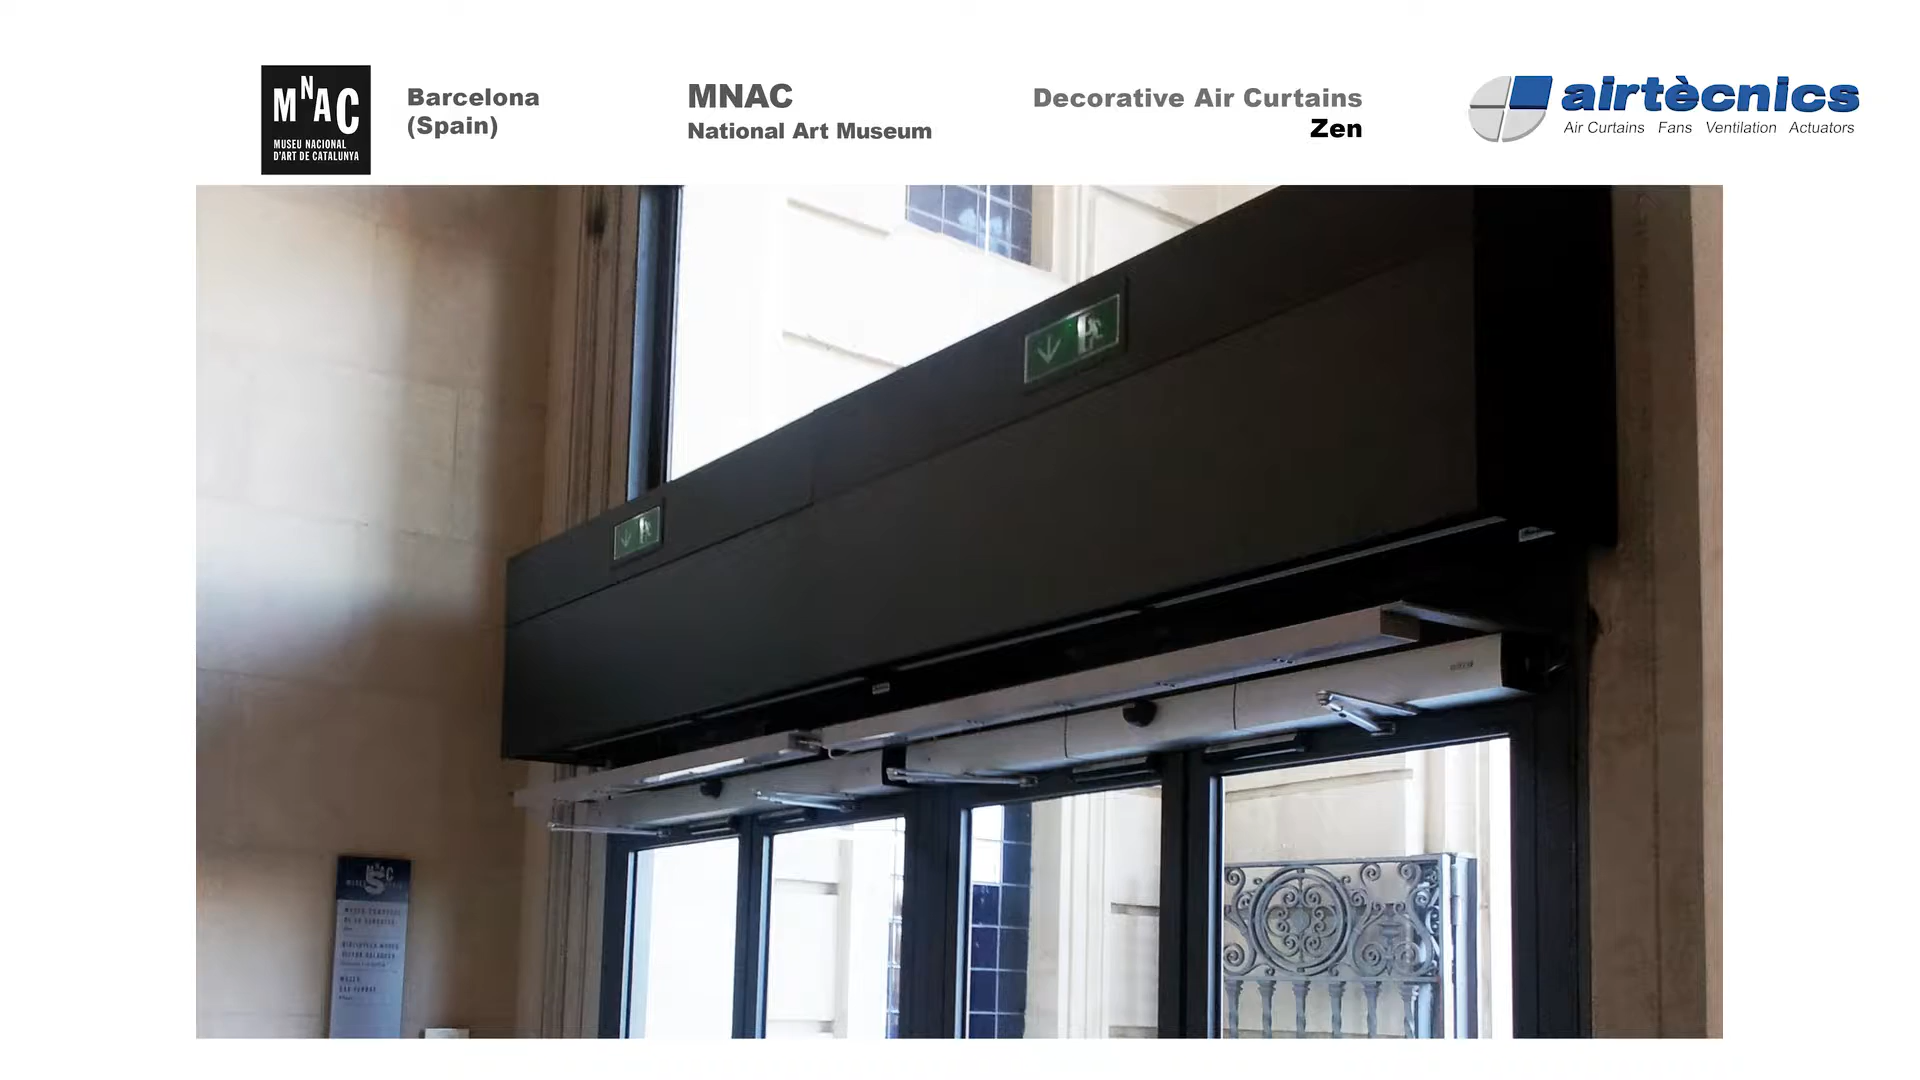 MNAC
MUSEU NACIONAL
D'ART DE CATALUNYA
Barcelona
(Spain)
MNAC
National Art Museum
Decorative Air Curtains
Zen
airtècnics
Air Curtains Fans Ventilation Actuators